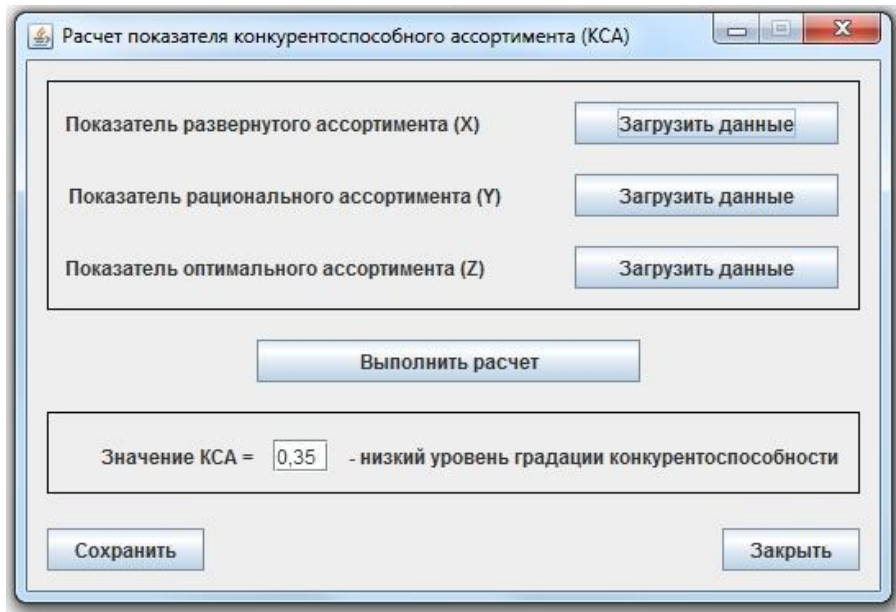 Расчет показателя конкурентоспособного ассортимента (КСА)
Показатель развернутого ассортимента (X) Загрузить данные
Показатель рационального ассортимента (Y) Загрузить данные
Показатель оптимального ассортимента (Z) Загрузить данные
Выполнить расчет
Значение КСА = 0,35 - низкий уровень градации конкурентоспособности
Сохранить Закрыть